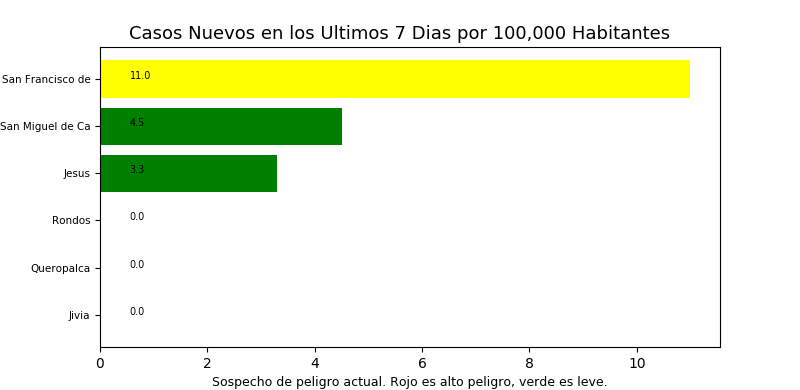 Casos Nuevos en los Ultimos 7 Dias por 100,000 Habitantes
San Francisco de
11.0
San Miguel de Ca
4.5
Jesus
3.3
Rondos
0.0
Queropalca
0.0
Jivia
0.0
0 2 4 6 8 10
Sospecho de peligro actual. Rojo es alto peligro, verde es leve.